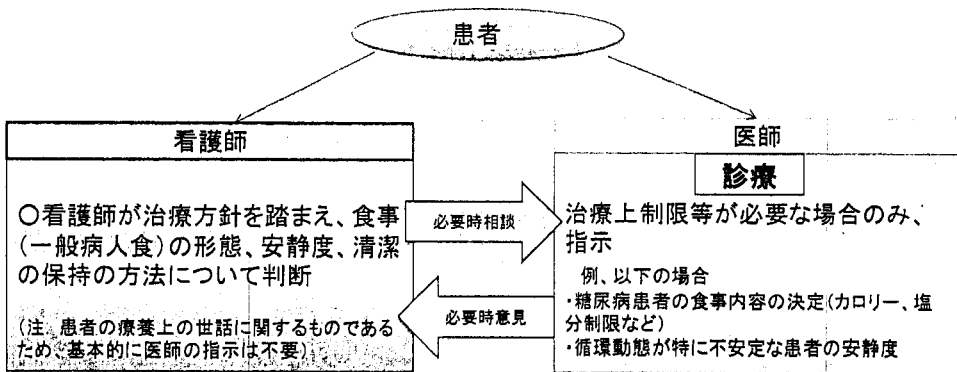 患者
看護師
○看護師が治療方針を踏まえ、食事
(一般病人食)の形態、安静度、清潔
の保持の方法について判断
(注 患者の療養上の世話に関するものである
ため、基本的に医師の指示は不要)
必要時相談
必要時意見
医師
診療
治療上制限等が必要な場合のみ、
指示
例、以下の場合
・糖尿病患者の食事内容の決定(カロリー、塩
分制限など)
・循環動態が特に不安定な患者の安静度